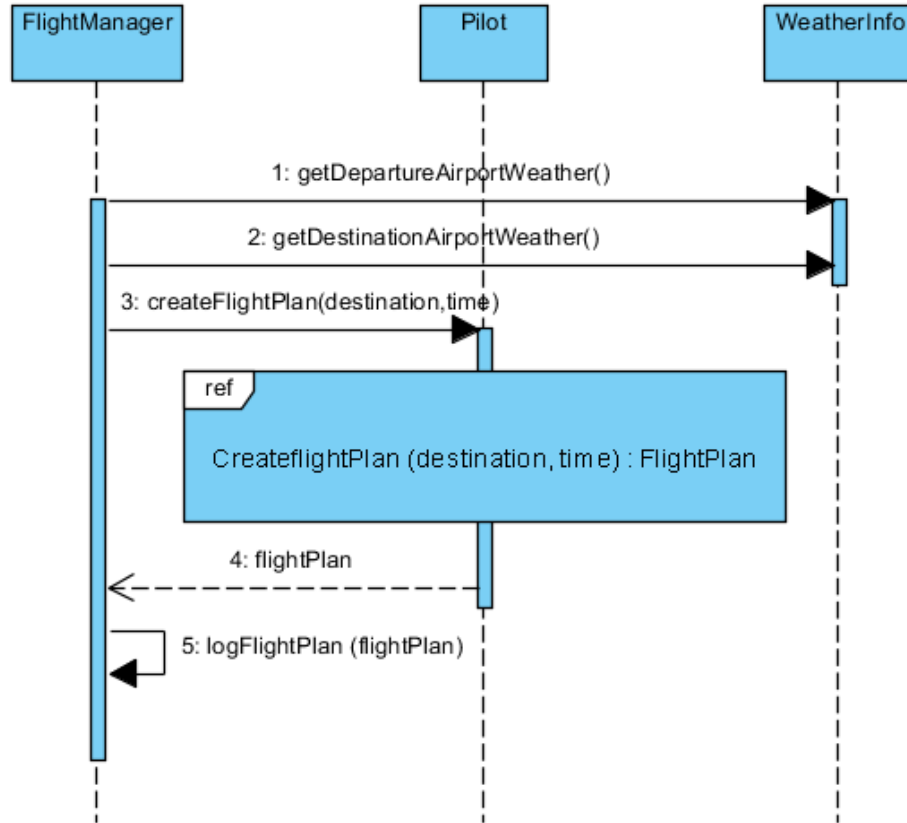 FlightManager
Pilot
WeatherInfo
1: getDepartureAirportWeather()
2: getDestinationAirportWeather()
3: createFlightPlan(destination,time)
ref
CreateflightPlan (destination, time) : FlightPlan
4: flightPlan
5: logFlightPlan (flightPlan)